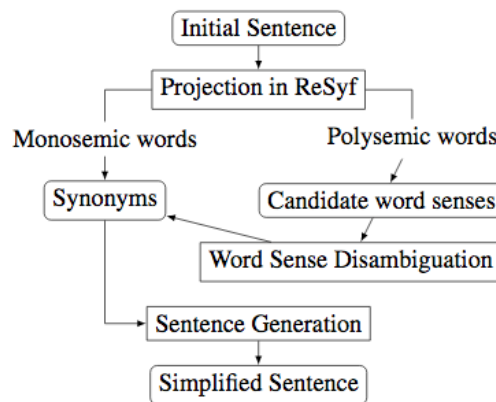 Initial Sentence
Projection in ReSyf
Monosemic words
Polysemic words
Synonyms
Candidate word senses
Word Sense Disambiguation
Sentence Generation
Simplified Sentence